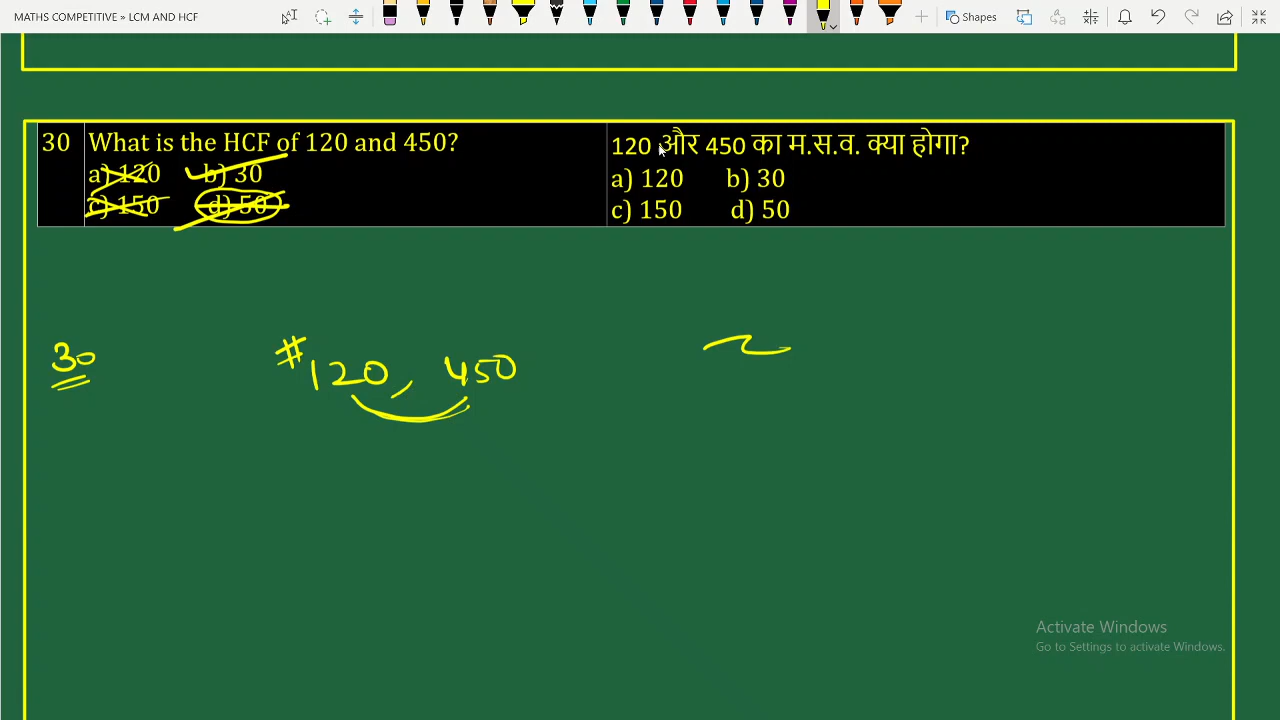 MATHS COMPETITIVE » LCM AND HCF
Shapes
30 What is the HCF of 120 and 450?
a) 120 b) 30
c) 150 d) 50
120 और 450 का म.स.व. क्या होगा?
a) 120 b) 30
c) 150 d) 50
30
# 120, 450
Activate Windows
Go to Settings to activate Windows.